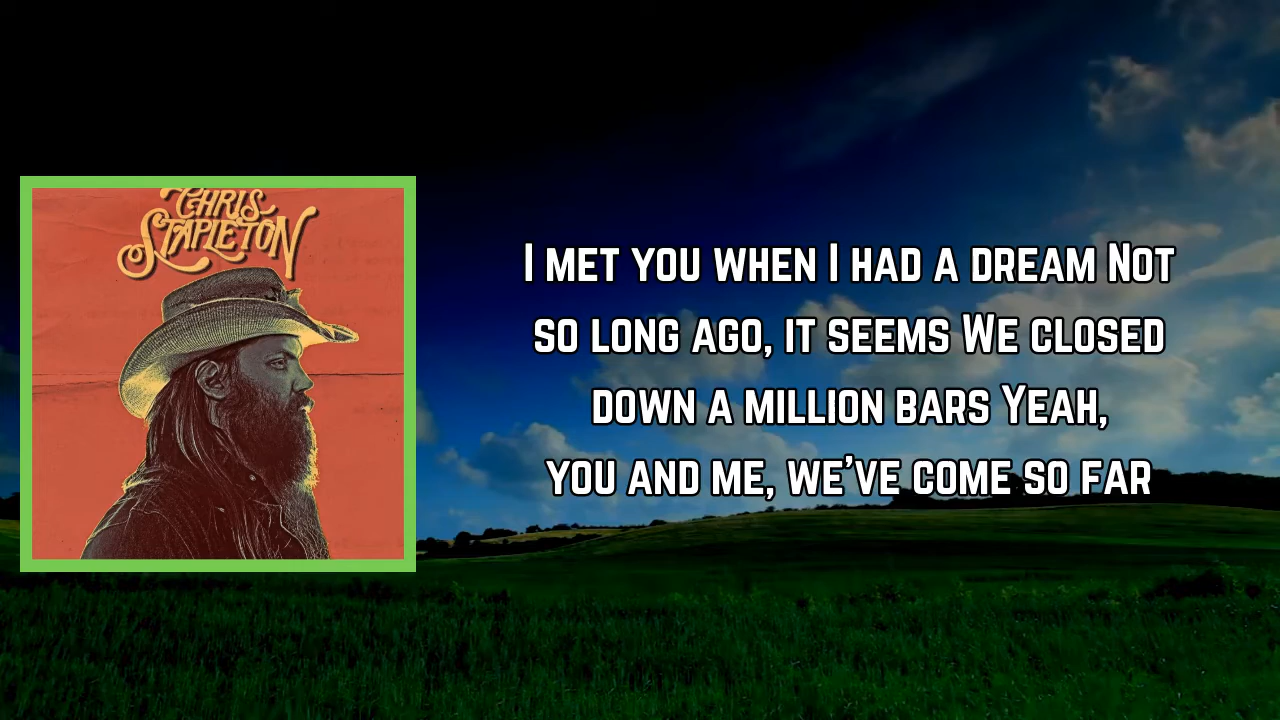 CHRIS
STAPLETON
I MET YOU WHEN I HAD A DREAM NOT
SO LONG AGO, IT SEEMS WE CLOSED
DOWN A MILLION BARS YEAH,
YOU AND ME, WE'VE COME SO FAR